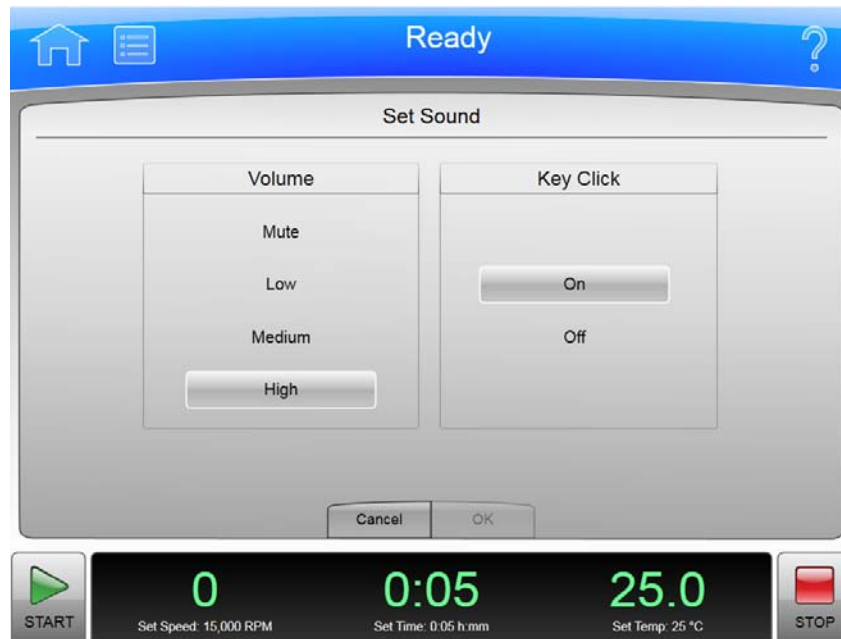 Ready
?
Set Sound
Volume
Key Click
Mute
Low
Medium
High
On
Off
Cancel
OK
START
0
0:05
25.0
Set Speed: 15,000 RPM
Set Time: 0:05 h:mm
Set Temp: 25 °C
STOP